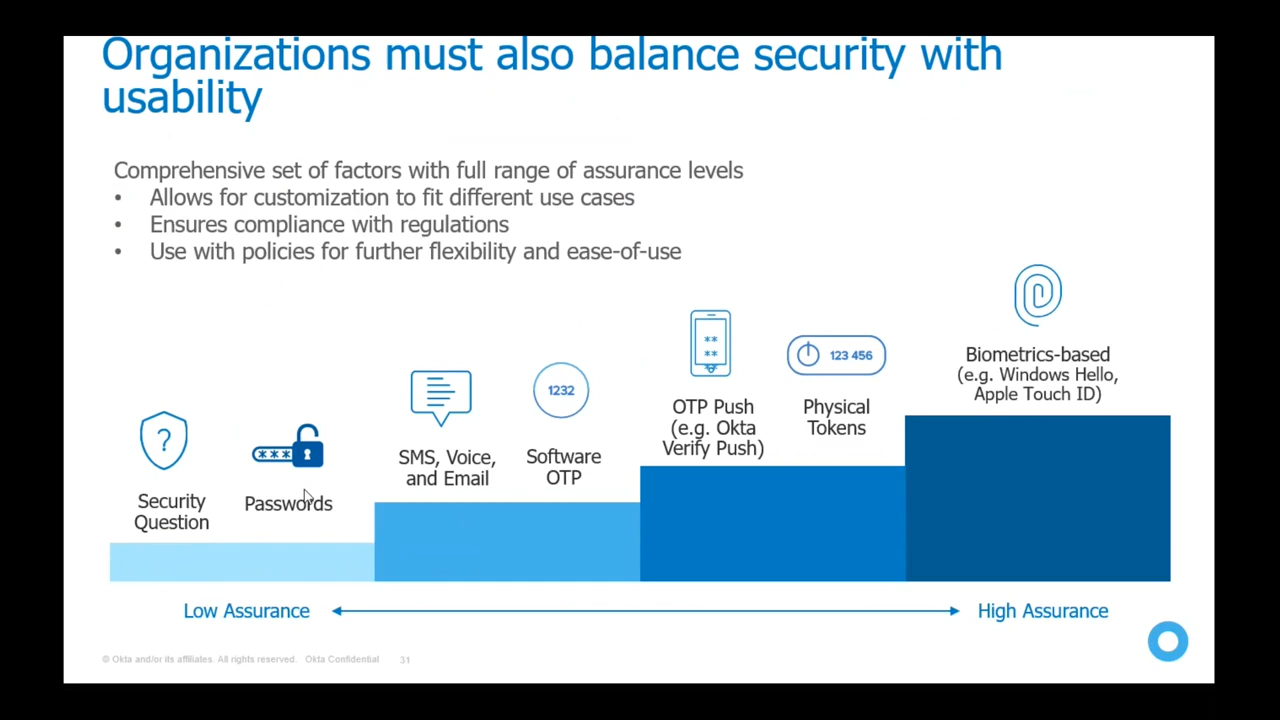 Organizations must also balance security with
usability
Comprehensive set of factors with full range of assurance levels
• Allows for customization to fit different use cases
• Ensures compliance with regulations
• Use with policies for further flexibility and ease-of-use
?
Security
Question
***
Passwords
SMS, Voice,
and Email
1232
Software
OTP
**
**
OTP Push
(e.g. Okta
Verify Push)
123 456
Physical
Tokens
Biometrics-based
(e.g. Windows Hello,
Apple Touch ID)
Low Assurance
High Assurance
© Okta and/or its affiliates. All rights reserved. Okta Confidential 31